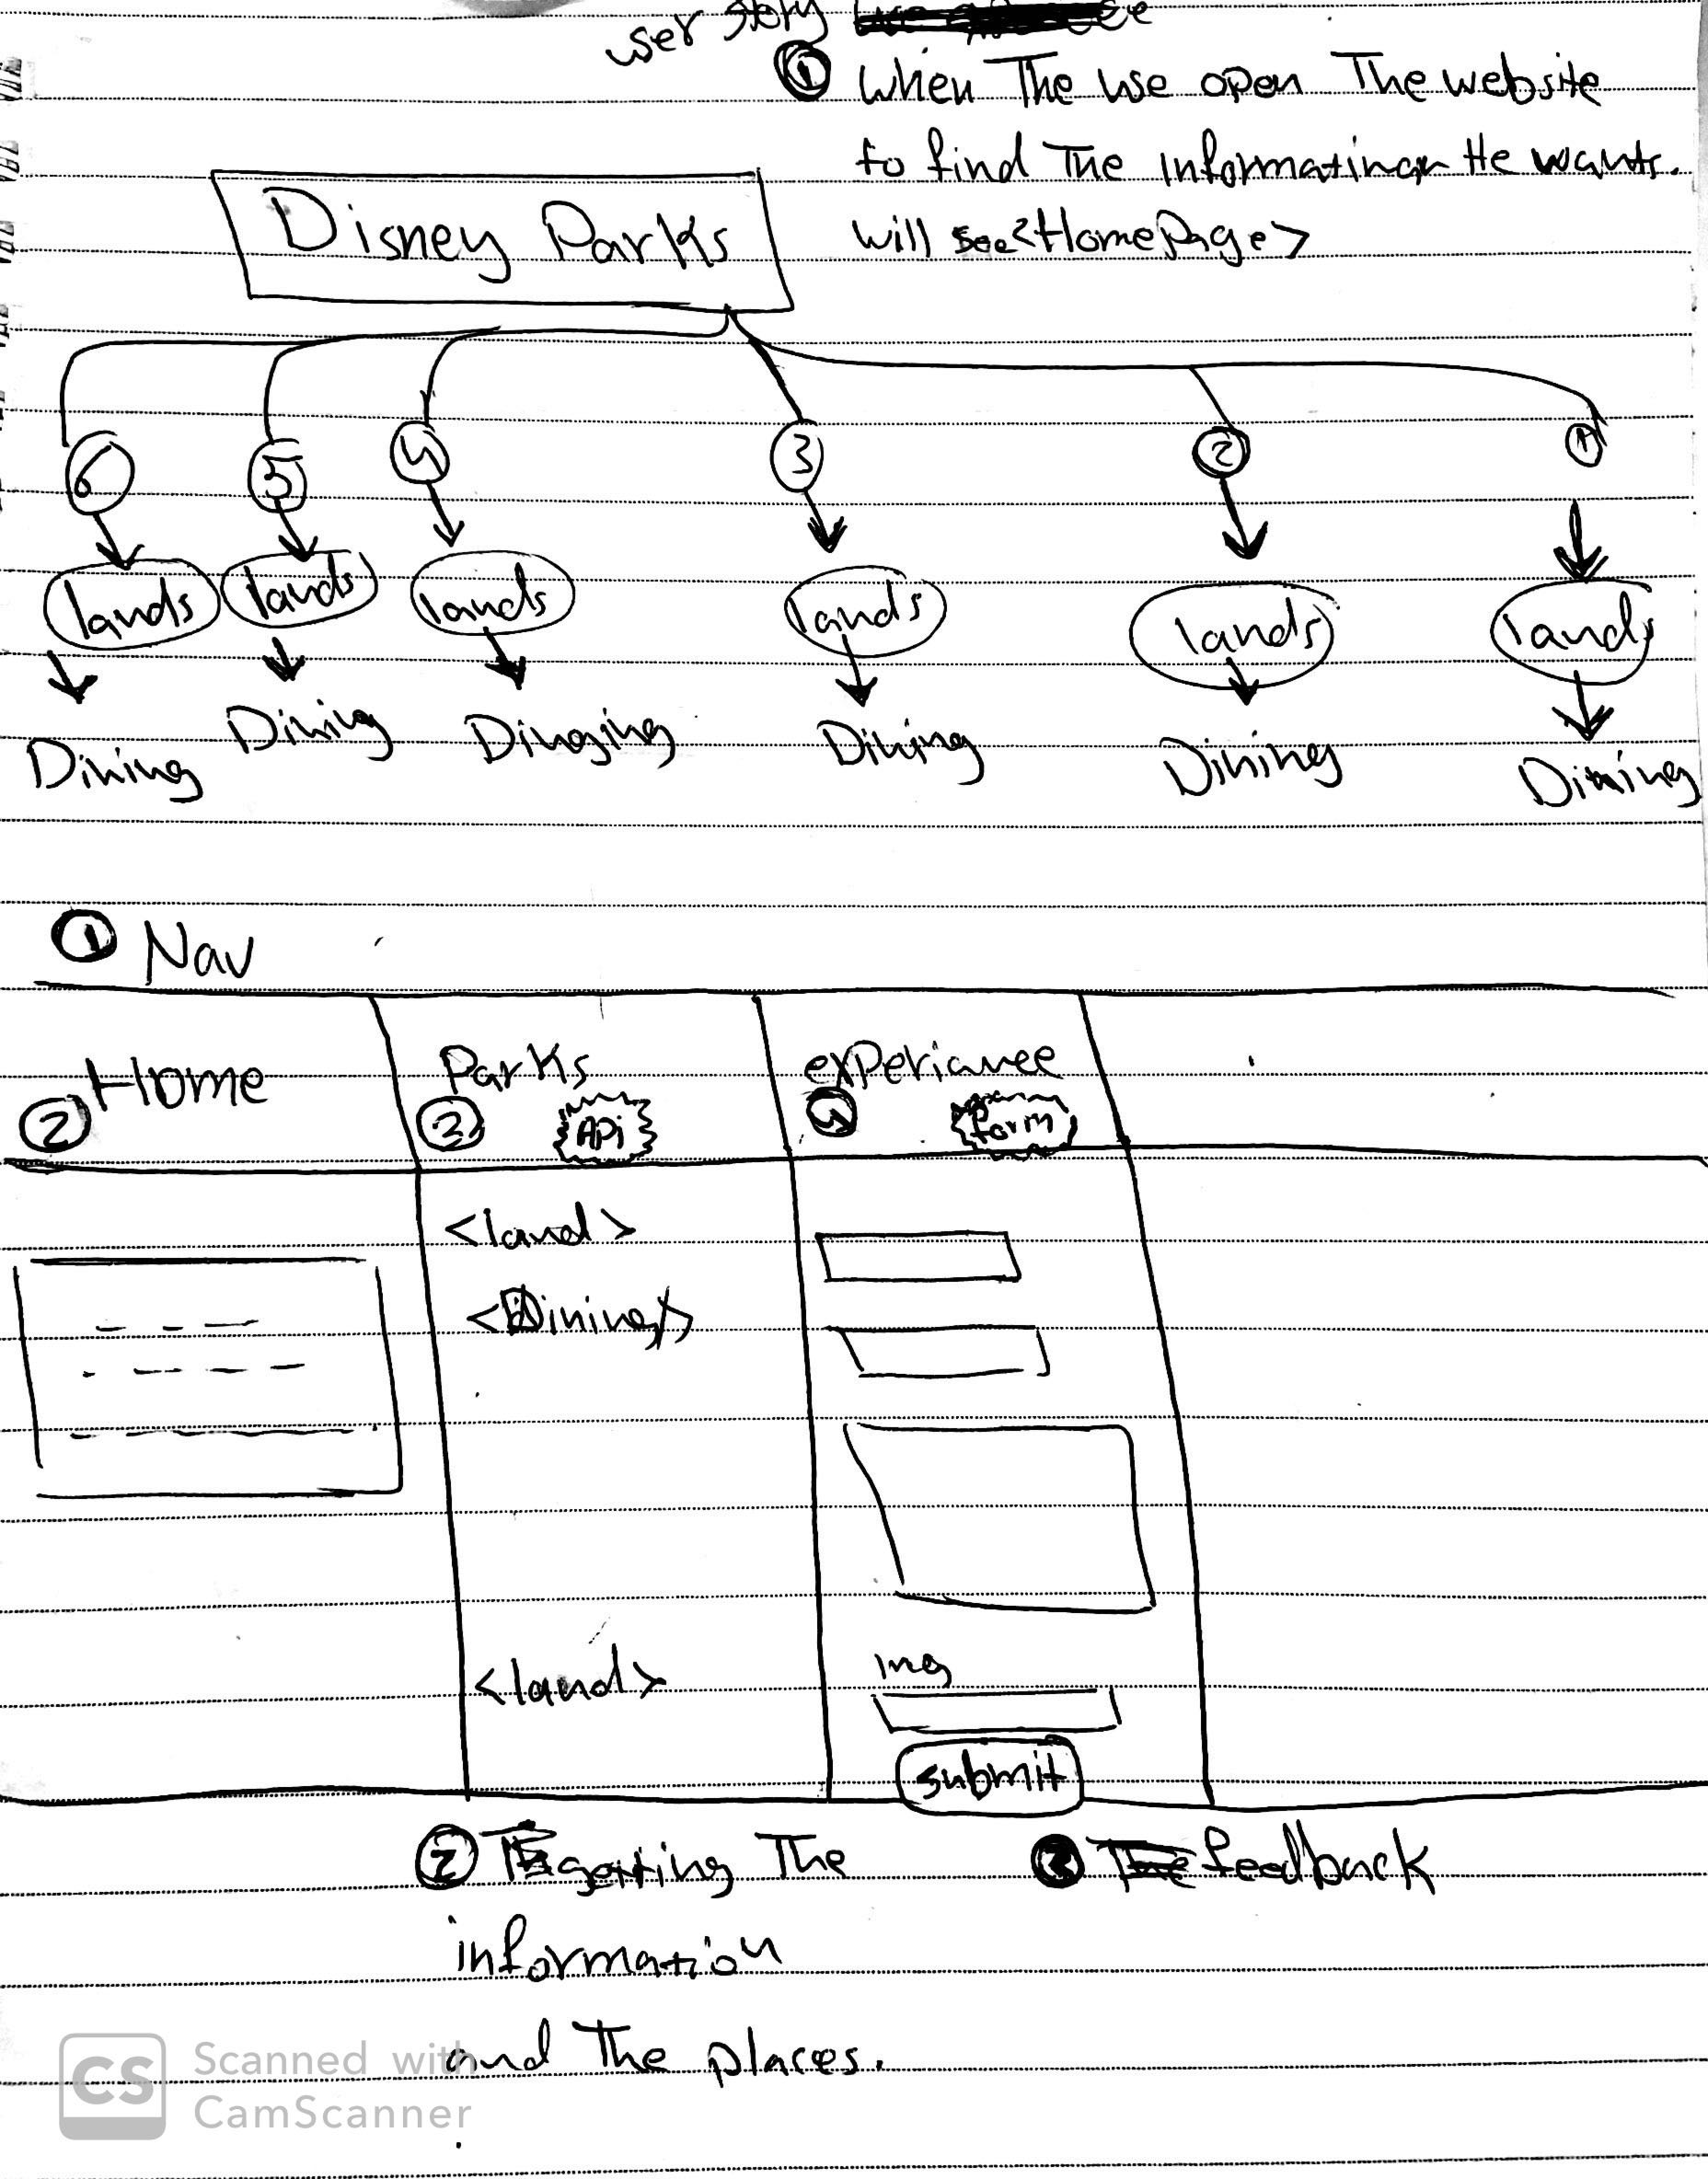 user story
① When The use open The website
to find The Informatinon He wants.
will see <HomePage>
Disney Parks
6 5 4 3 2 1
lands lands lands lands lands lands
Dining Dining Dinging Dining Dining Dining
① Nav
② Home
Parks
③ API
experiance
④ form
<land>
<Dining>
<land>
img
submit
② getting The
information
and The places.
③ feedback
CS Scanned with
CamScanner